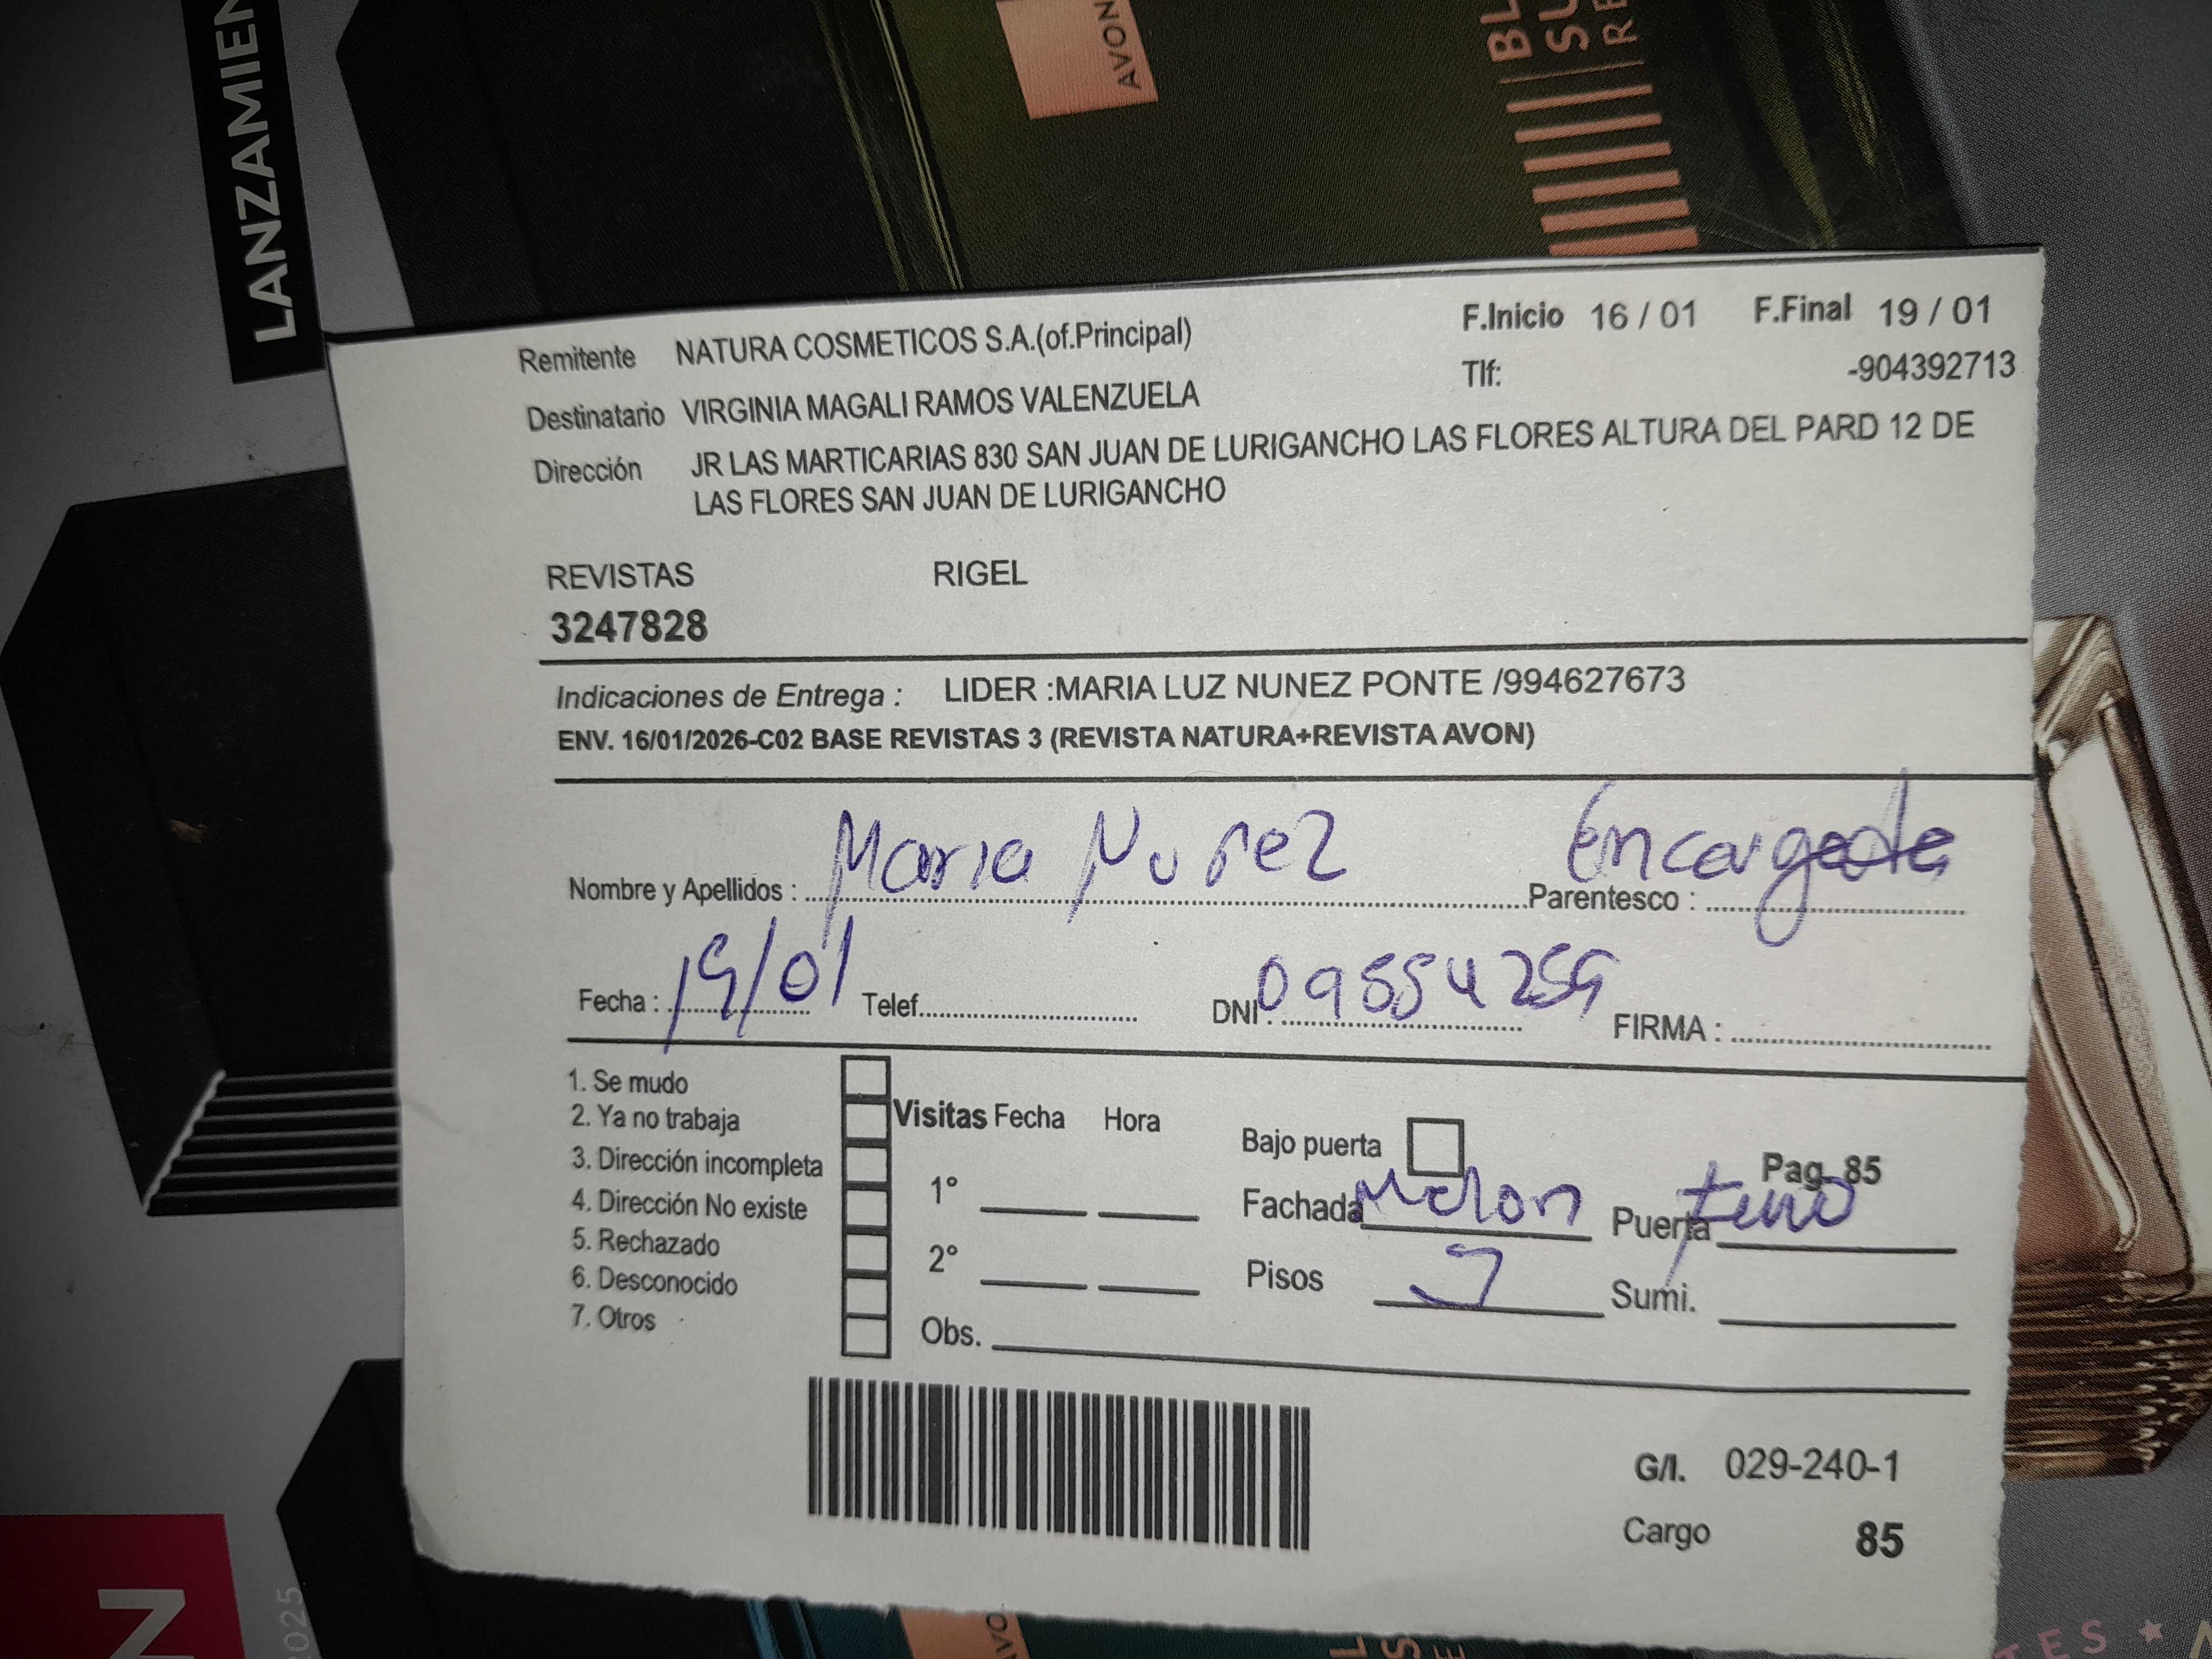 LANZAMIEN
AVON
BL
SU
RE
Remitente NATURA COSMETICOS S.A.(of.Principal) F.Inicio 16 / 01 F.Final 19 / 01
Tlf: -904392713
Destinatario VIRGINIA MAGALI RAMOS VALENZUELA
Dirección JR LAS MARTICARIAS 830 SAN JUAN DE LURIGANCHO LAS FLORES ALTURA DEL PARD 12 DE
LAS FLORES SAN JUAN DE LURIGANCHO
REVISTAS RIGEL
3247828
Indicaciones de Entrega : LIDER :MARIA LUZ NUNEZ PONTE /994627673
ENV. 16/01/2026-C02 BASE REVISTAS 3 (REVISTA NATURA+REVISTA AVON)
Nombre y Apellidos : Maria Nuñez Parentesco : Encargada
Fecha : 19/01 Telef. DNI : FIRMA :
1. Se mudo
2. Ya no trabaja
3. Dirección incompleta
4. Dirección No existe
5. Rechazado
6. Desconocido
7. Otros
Visitas Fecha Hora
1°
2°
Obs.
Bajo puerta Pag. 85
Fachada Melon Puerta
Pisos Sumi.
G/I. 029-240-1
Cargo 85
N
2025
AVO
L
S
E
TES